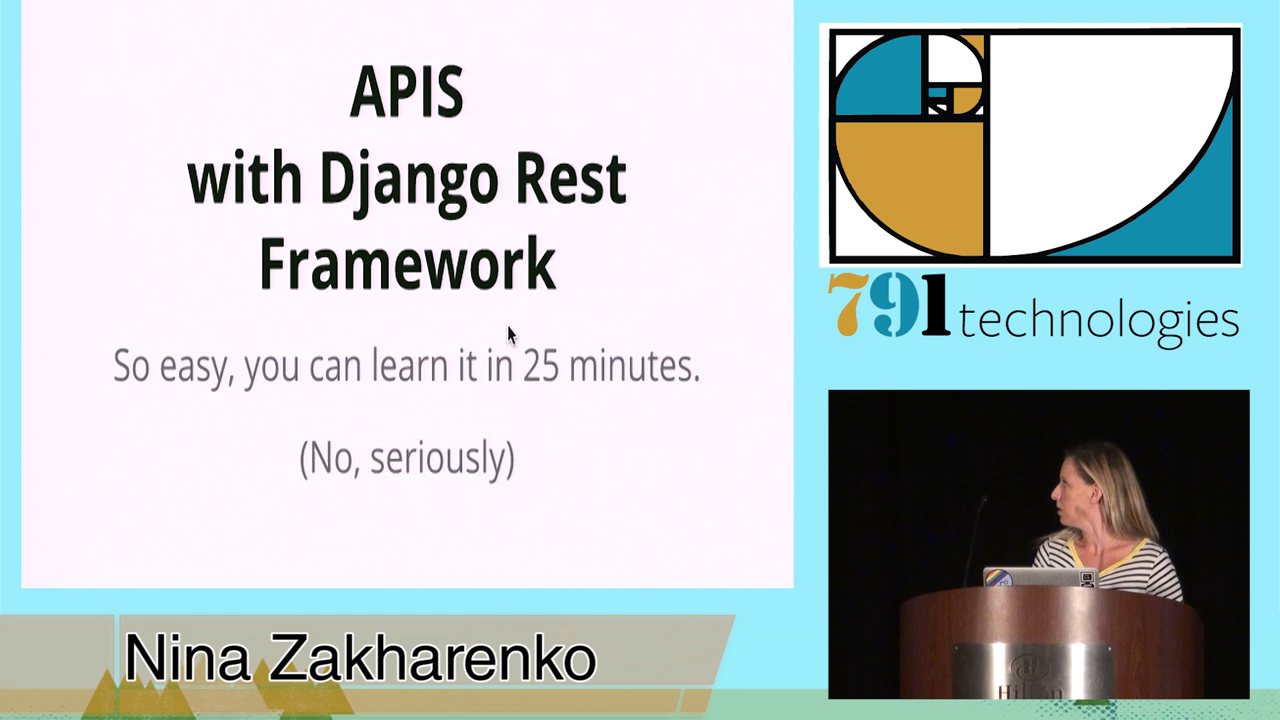 APIS
with Django Rest
Framework
So easy, you can learn it in 25 minutes.
(No, seriously)
791 technologies
Nina Zakharenko
Hilton